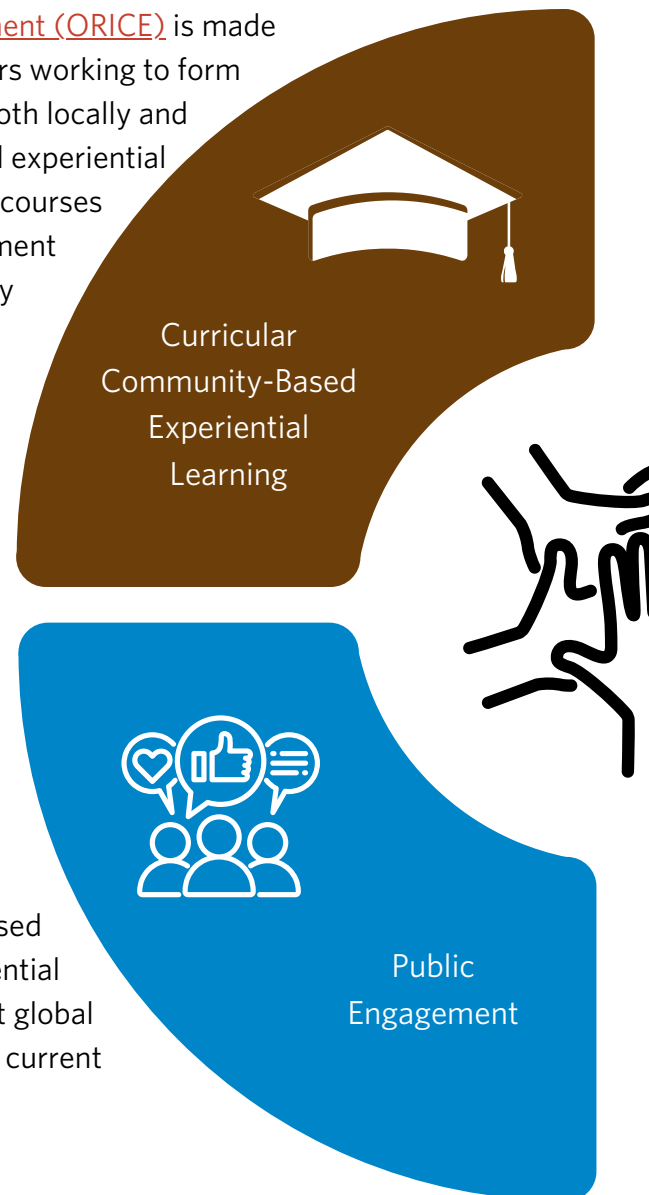 ment (ORICE) is made
rs working to form
oth locally and
l experiential
courses
ment
y
Curricular
Community-Based
Experiential
Learning
sed
ential
t global
current
Public
Engagement